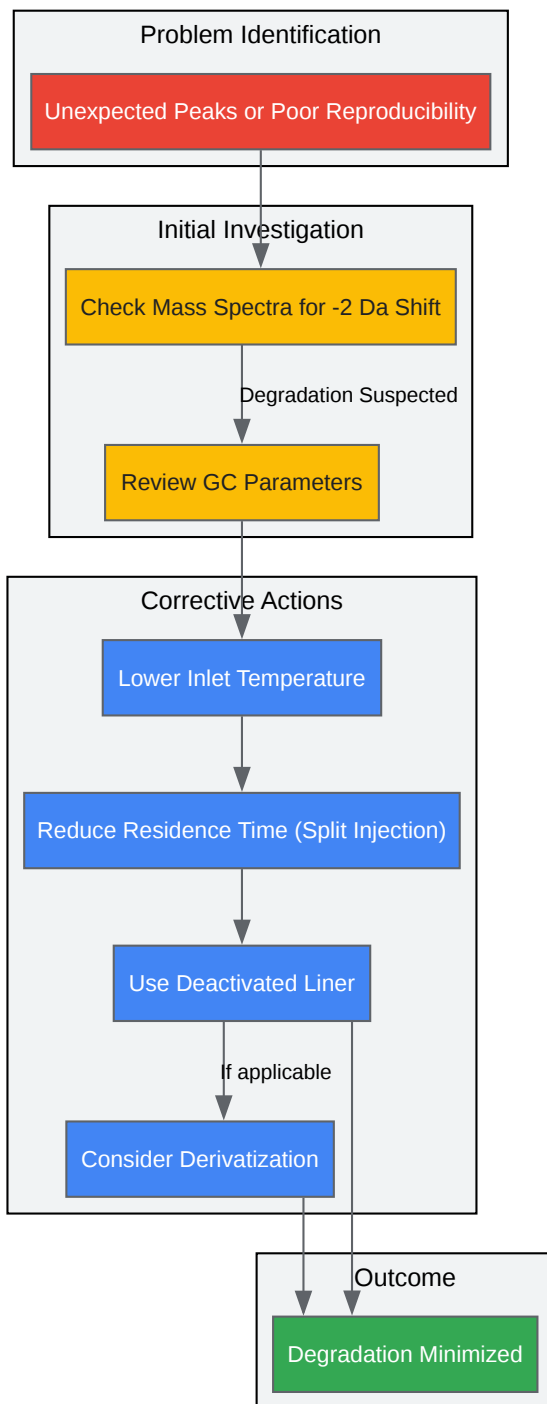 Problem Identification
Unexpected Peaks or Poor Reproducibility
Initial Investigation
Check Mass Spectra for -2 Da Shift
Degradation Suspected
Review GC Parameters
Corrective Actions
Lower Inlet Temperature
Reduce Residence Time (Split Injection)
Use Deactivated Liner
If applicable
Consider Derivatization
Outcome
Degradation Minimized